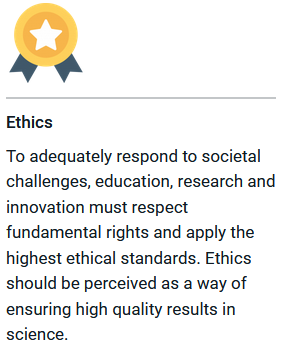 Ethics
To adequately respond to societal
challenges, education, research and
innovation must respect
fundamental rights and apply the
highest ethical standards. Ethics
should be perceived as a way of
ensuring high quality results in
science.